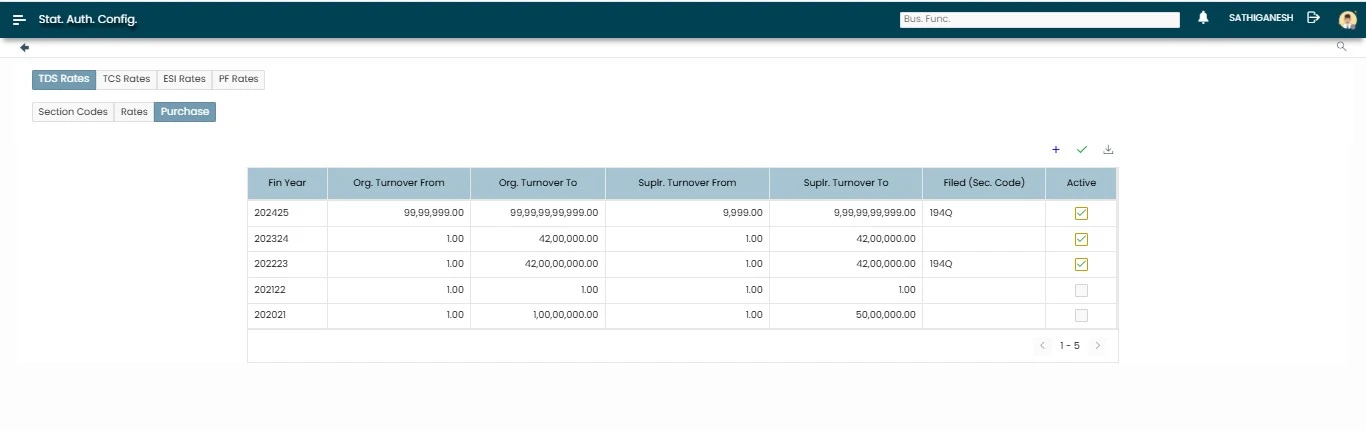 Stat. Auth. Config. Bus. Func. SATHIGANESH
TDS Rates TCS Rates ESI Rates PF Rates
Section Codes Rates Purchase
Fin Year Org. Turnover From Org. Turnover To Suplr. Turnover From Suplr. Turnover To Filed (Sec. Code) Active
202425 99,99,999.00 99,99,99,99,999.00 9,999.00 9,99,99,99,999.00 194Q
202324 1.00 42,00,000.00 1.00 42,00,000.00
202223 1.00 42,00,00,000.00 1.00 42,00,000.00 194Q
202122 1.00 1.00 1.00 1.00
202021 1.00 1,00,00,000.00 1.00 50,00,000.00
1 - 5